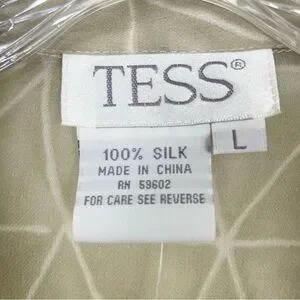 TESS®
L
100% SILK
MADE IN CHINA
RN 59602
FOR CARE SEE REVERSE